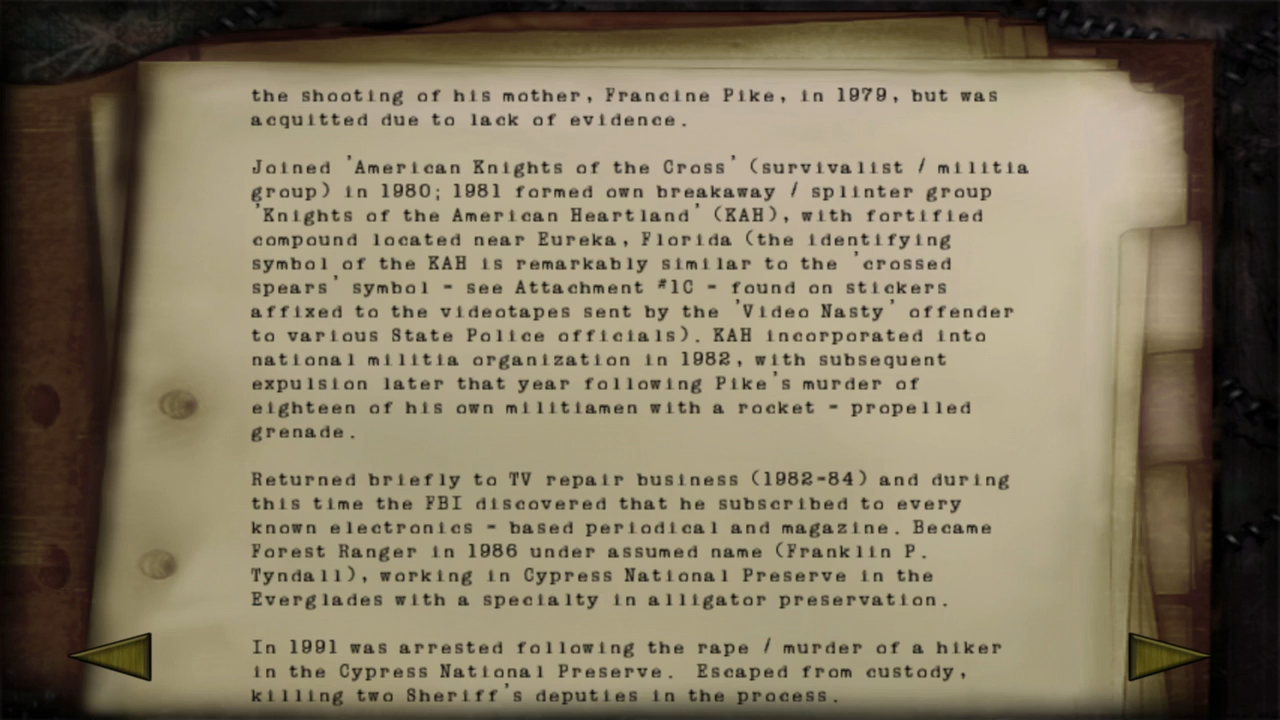 the shooting of his mother, Francine Pike, in 1979, but was
acquitted due to lack of evidence.
Joined 'American Knights of the Cross' (survivalist / militia
group) in 1980; 1981 formed own breakaway / splinter group
'Knights of the American Heartland' (KAH), with fortified
compound located near Eureka, Florida (the identifying
symbol of the KAH is remarkably similar to the 'crossed
spears' symbol - see Attachment #1C - found on stickers
affixed to the videotapes sent by the 'Video Nasty' offender
to various State Police officials). KAH incorporated into
national militia organization in 1982, with subsequent
expulsion later that year following Pike's murder of
eighteen of his own militiamen with a rocket - propelled
grenade.
Returned briefly to TV repair business (1982-84) and during
this time the FBI discovered that he subscribed to every
known electronics - based periodical and magazine. Became
Forest Ranger in 1986 under assumed name (Franklin P.
Tyndall), working in Cypress National Preserve in the
Everglades with a specialty in alligator preservation.
In 1991 was arrested following the rape / murder of a hiker
in the Cypress National Preserve.  Escaped from custody,
killing two Sheriff's deputies in the process.